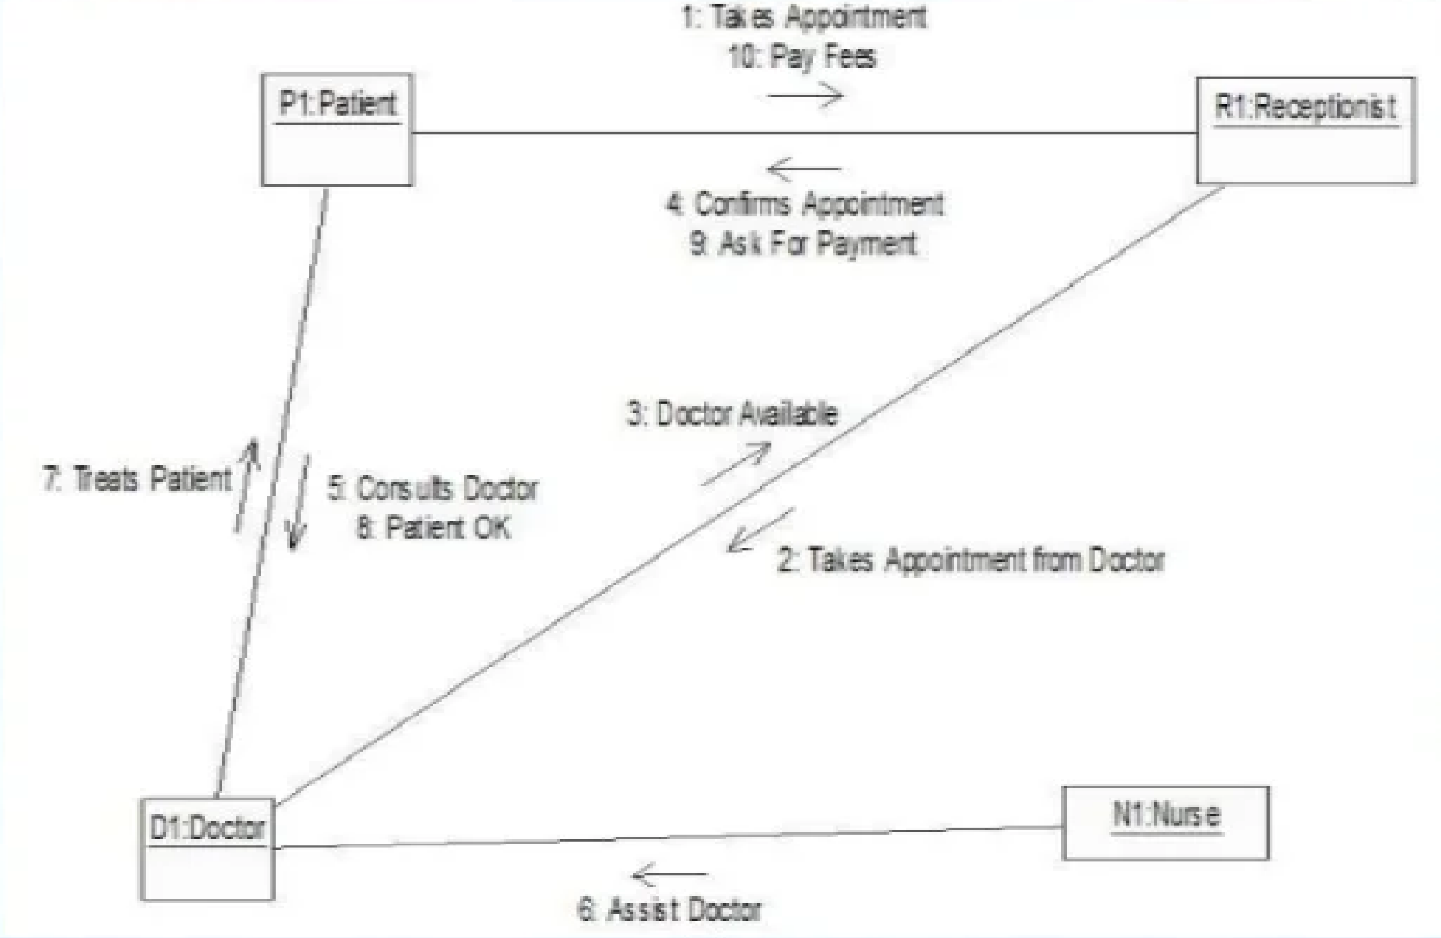 1: Takes Appointment
10: Pay Fees
P1:Patient
R1:Receptionist
4: Confirms Appointment
9: Ask For Payment
3: Doctor Available
7: Treats Patient
5: Consults Doctor
8: Patient OK
2: Takes Appointment from Doctor
D1:Doctor
N1:Nurse
6: Assist Doctor